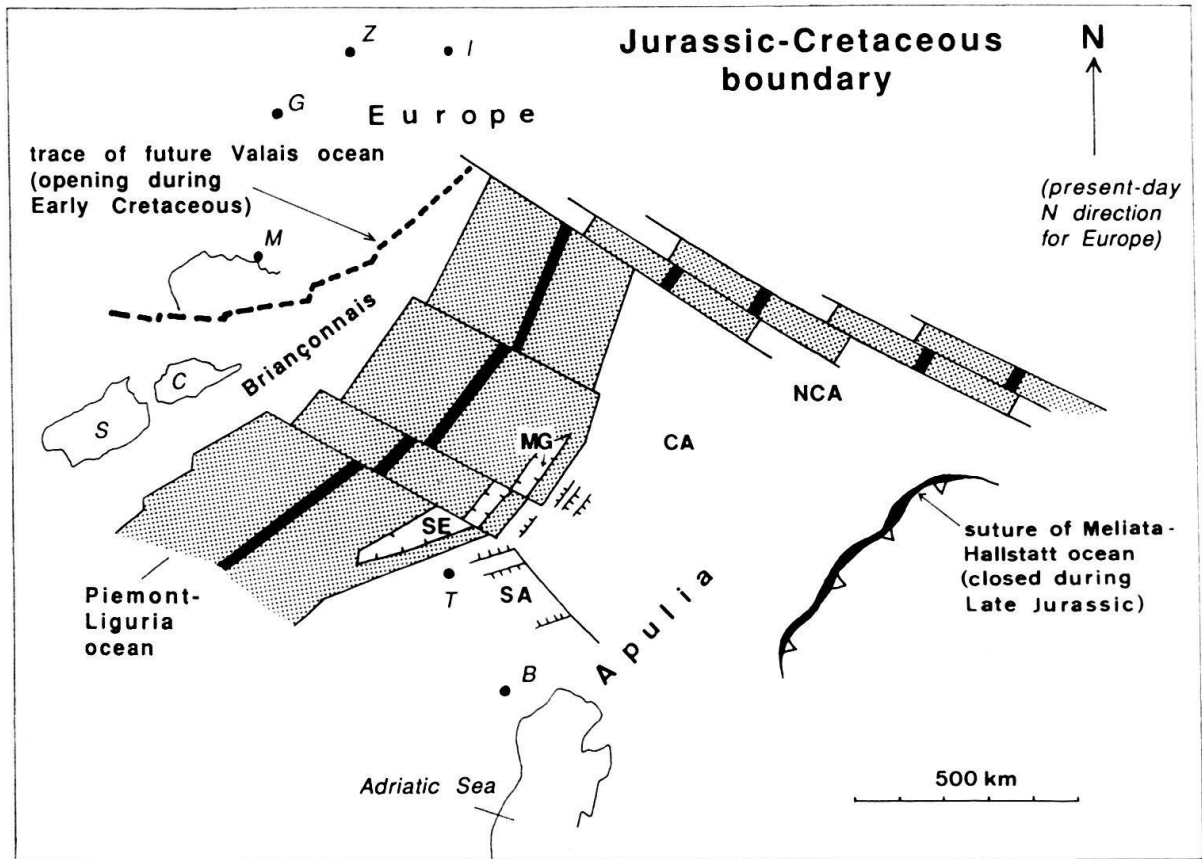 Jurassic-Cretaceous
boundary
N
(present-day
N direction
for Europe)
Z
I
G
Europe
trace of future Valais ocean
(opening during
Early Cretaceous)
M
Briançonnais
C
S
NCA
CA
MG
SE
SA
T
suture of Meliata-
Hallstatt ocean
(closed during
Late Jurassic)
Piemont-
Liguria
ocean
Apulia
B
Adriatic Sea
500 km